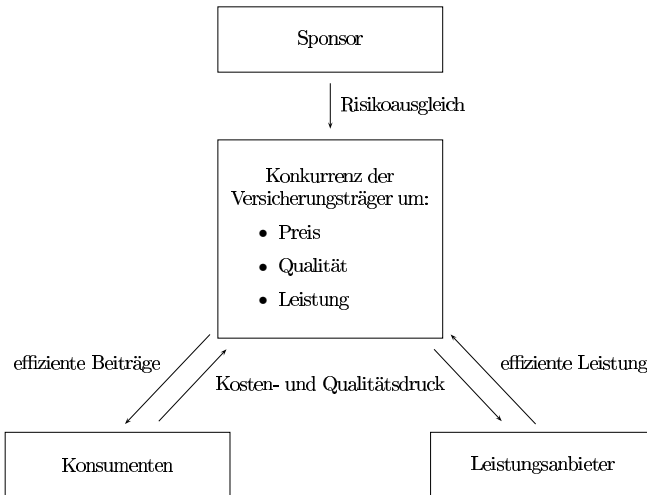 Sponsor
Risikoausgleich
Konkurrenz der
Versicherungsträger um:
• Preis
• Qualität
• Leistung
effiziente Beiträge
effiziente Leistung
Kosten- und Qualitätsdruck
Konsumenten
Leistungsanbieter